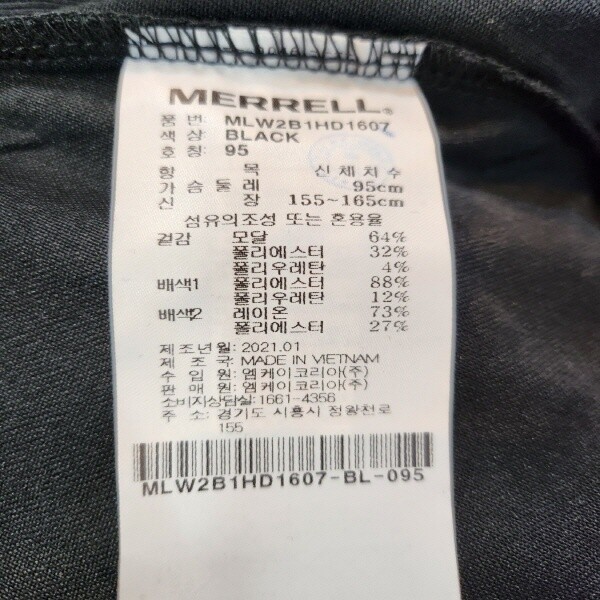 MERRELL®
품 번: MLW2B1HD1607
색 상: BLACK
호 칭: 95
항 목 신체치수
가 슴 둘 레 95cm
신 장 155~165cm
섬유의조성 또는 혼용율
겉감 모달 64%
폴리에스터 32%
폴리우레탄 4%
배색1 폴리에스터 88%
폴리우레탄 12%
배색2 레이온 73%
폴리에스터 27%
제조년월: 2021.01
제 조 국: MADE IN VIETNAM
수 입 원: 엠케이코리아(주)
판 매 원: 엠케이코리아(주)
소비자상담실: 1661-4356
주 소: 경기도 시흥시 정왕천로
155
MLW2B1HD1607-BL-095